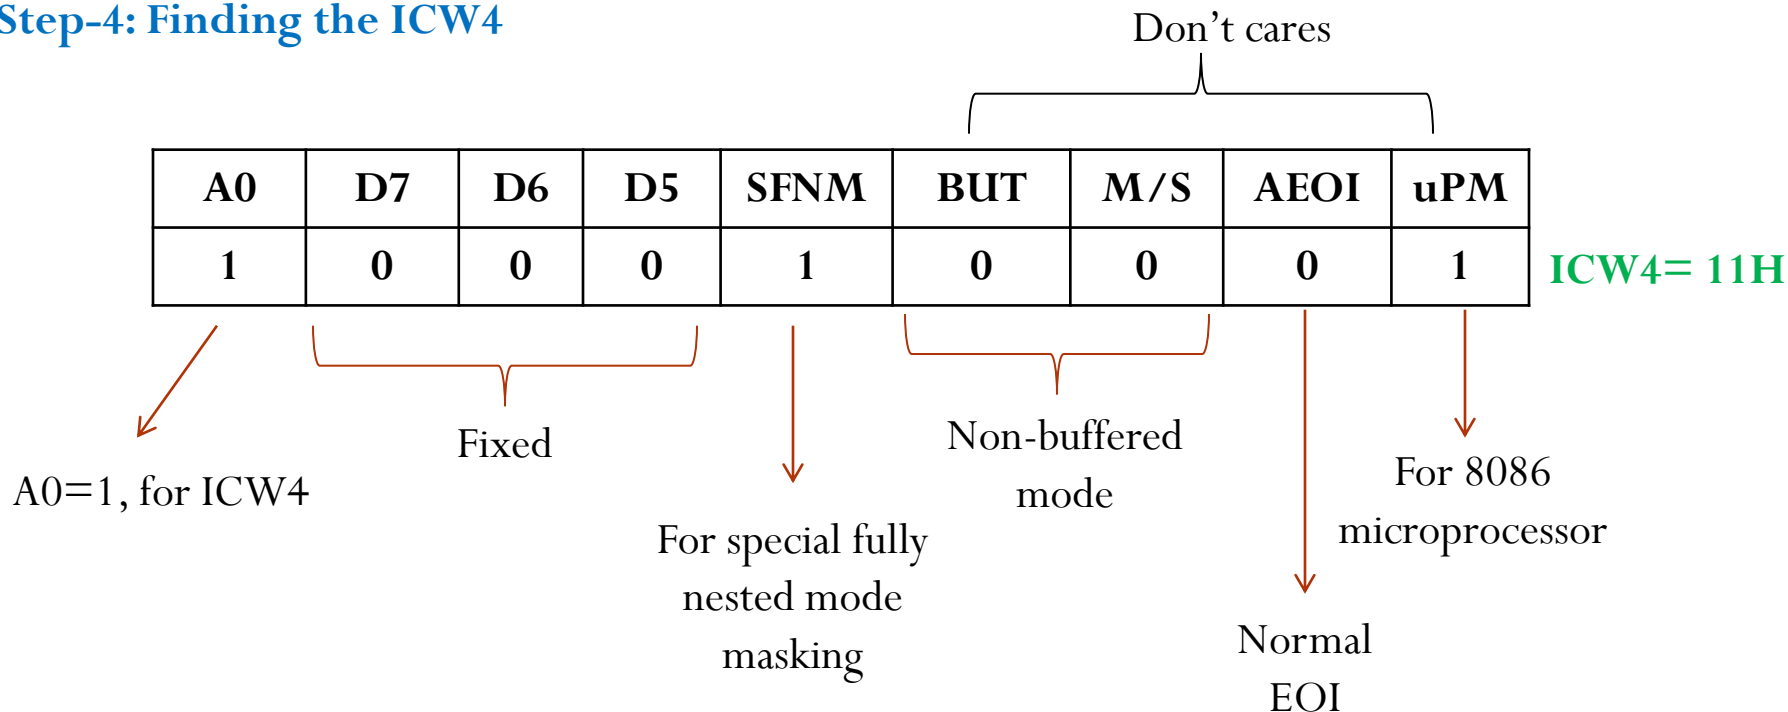 Step-4: Finding the ICW4
Don't cares
A0 D7 D6 D5 SFNM BUT M/S AEOI uPM
1 0 0 0 1 0 0 0 1
ICW4= 11H
A0=1, for ICW4
Fixed
For special fully
nested mode
masking
Non-buffered
mode
Normal
EOI
For 8086
microprocessor